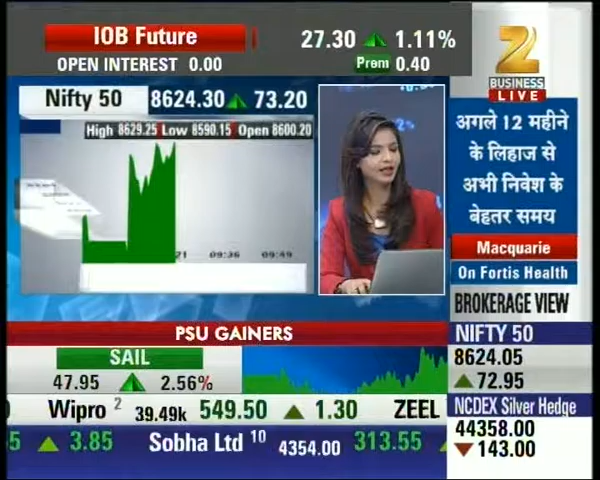 IOB Future
27.30 1.11%
OPEN INTEREST 0.00
Prem 0.40
Z
BUSINESS
LIVE
Nifty 50 8624.30 73.20
High 8629.25 Low 8590.15 Open 8600.20
21 09:36 09:49
अगले 12 महीने
के लिहाज से
अभी निवेश के
बेहतर समय
Macquarie
On Fortis Health
BROKERAGE VIEW
PSU GAINERS
SAIL
47.95 2.56%
NIFTY 50
8624.05
72.95
Wipro 2 39.49k 549.50 1.30 ZEEL
NCDEX Silver Hedge
44358.00
143.00
5 3.85 Sobha Ltd 10 4354.00 313.55